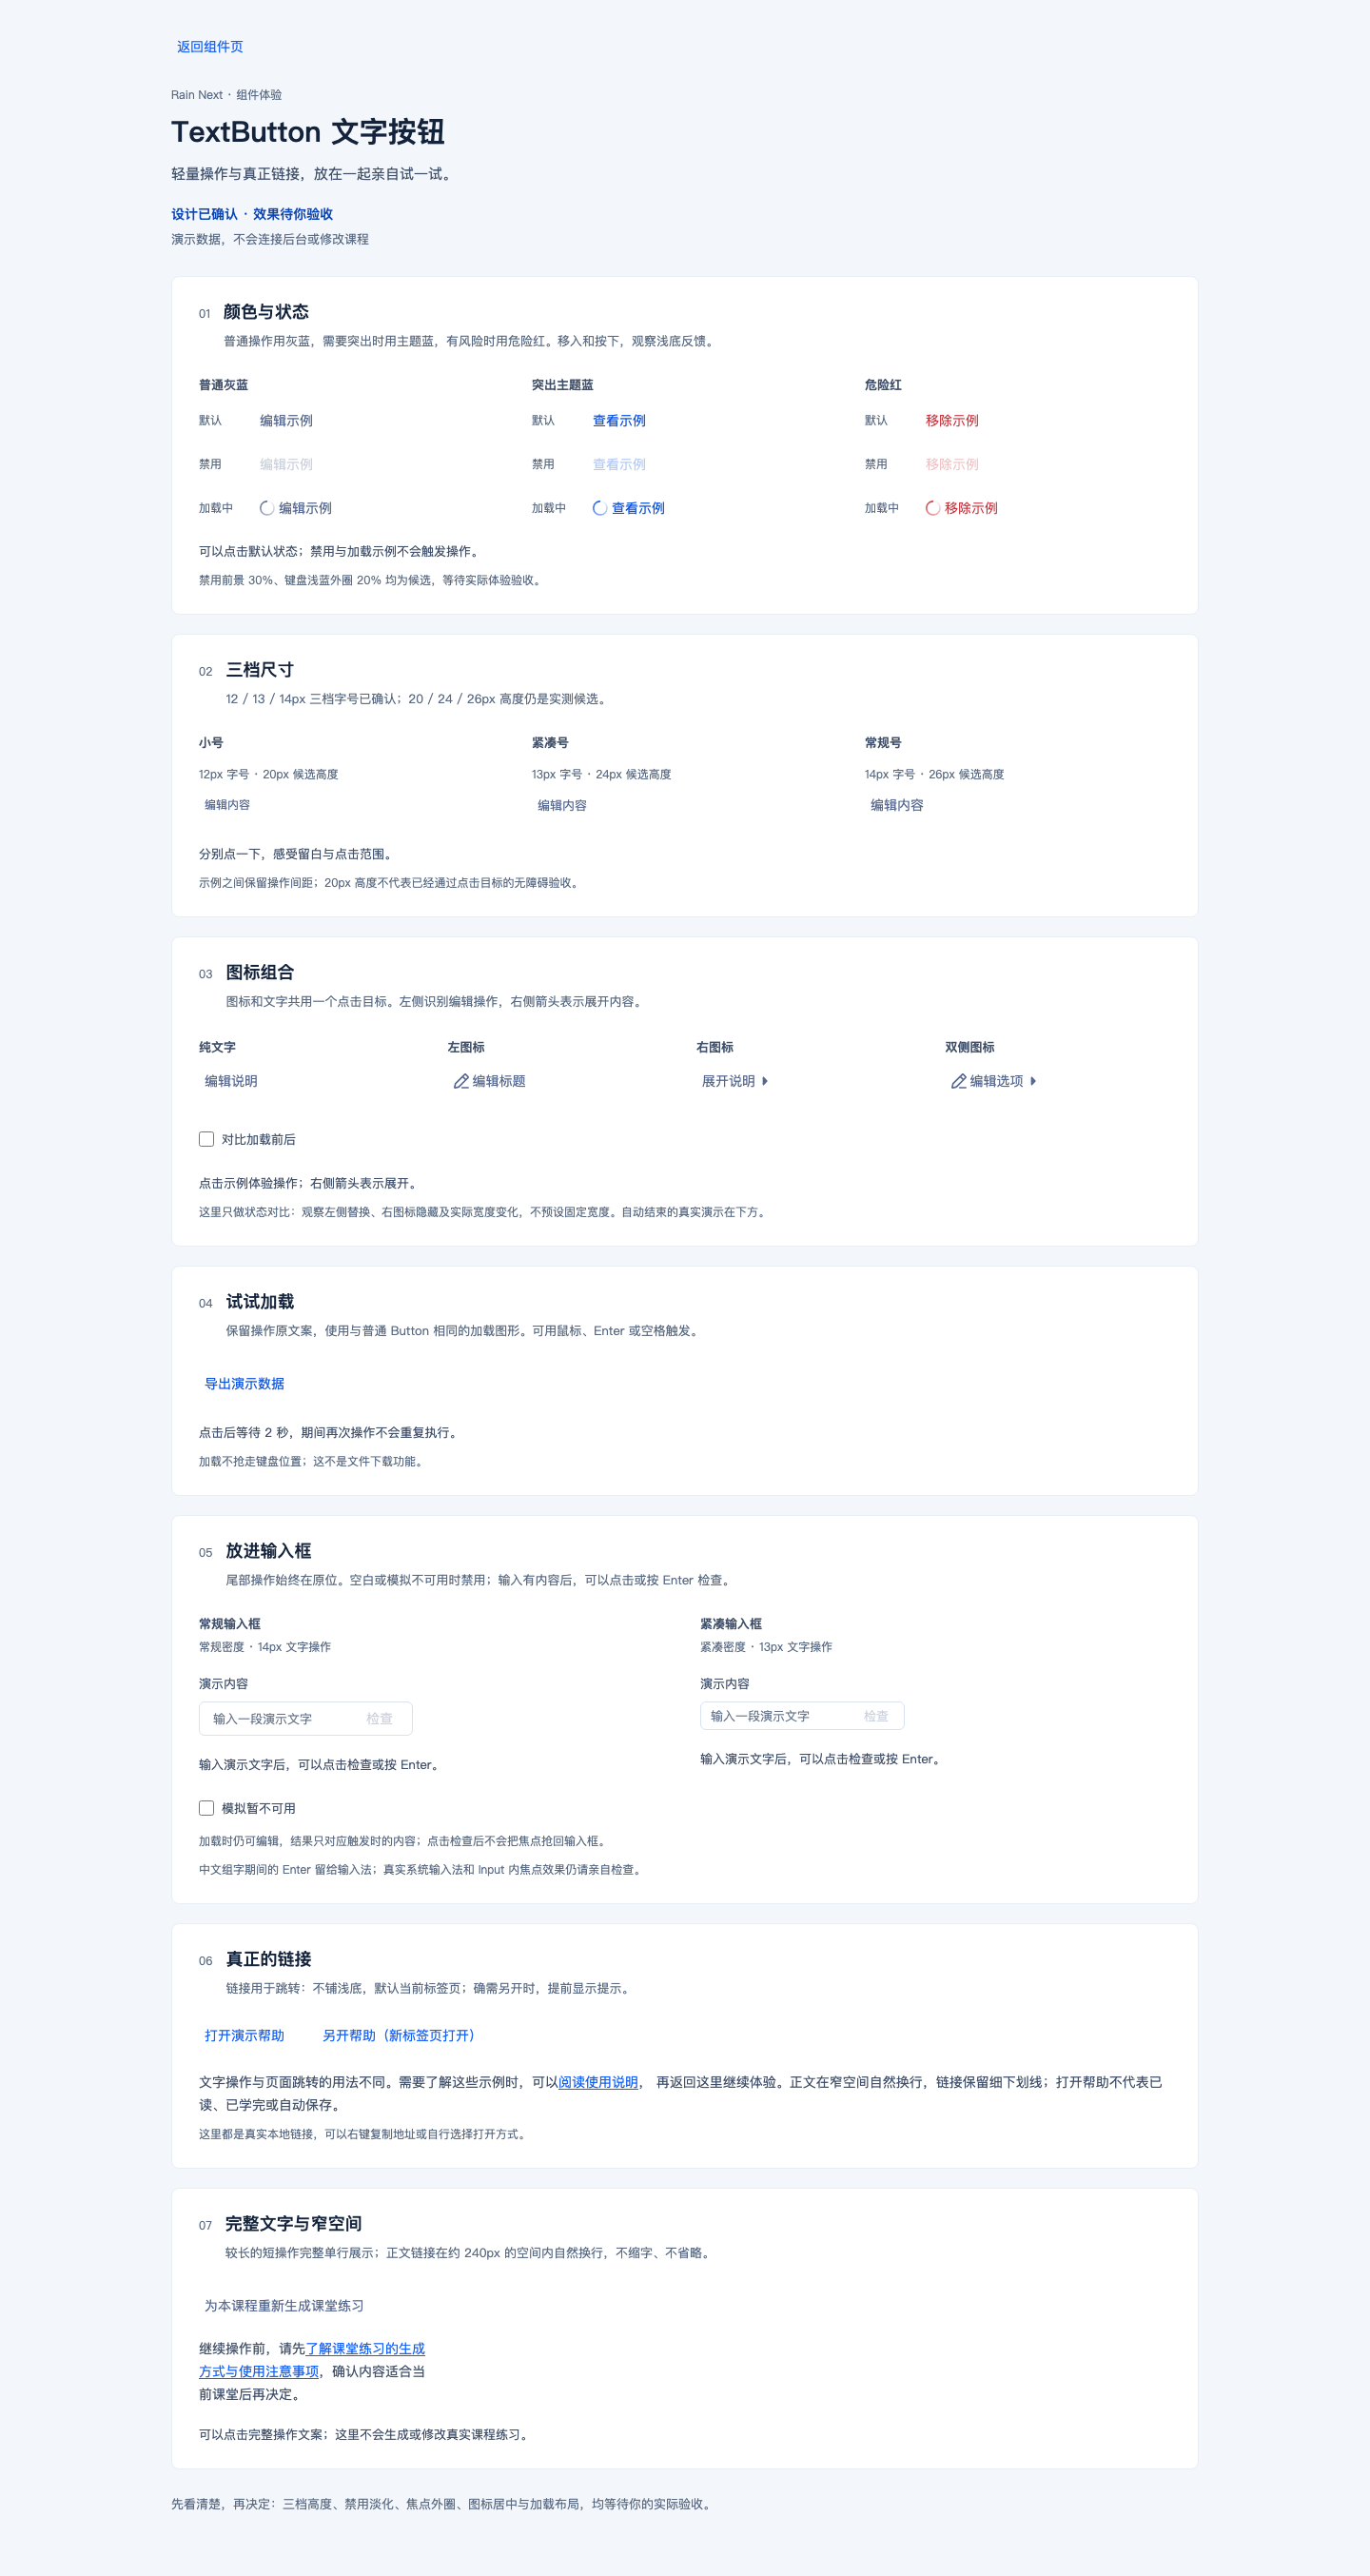 返回组件页
Rain Next · 组件体验
TextButton 文字按钮
轻量操作与真正链接，放在一起亲自试一试。
设计已确认 · 效果待你验收
演示数据，不会连接后台或修改课程
01 颜色与状态
普通操作用灰蓝，需要突出时用主题蓝，有风险时用危险红。移入和按下，观察浅底反馈。
普通灰蓝 突出主题蓝 危险红
默认 编辑示例 默认 查看示例 默认 移除示例
禁用 编辑示例 禁用 查看示例 禁用 移除示例
加载中 编辑示例 加载中 查看示例 加载中 移除示例
可以点击默认状态；禁用与加载示例不会触发操作。
禁用前景 30%、键盘浅蓝外圈 20% 均为候选，等待实际体验验收。
02 三档尺寸
12 / 13 / 14px 三档字号已确认；20 / 24 / 26px 高度仍是实测候选。
小号 紧凑号 常规号
12px 字号 · 20px 候选高度 13px 字号 · 24px 候选高度 14px 字号 · 26px 候选高度
编辑内容 编辑内容 编辑内容
分别点一下，感受留白与点击范围。
示例之间保留操作间距；20px 高度不代表已经通过点击目标的无障碍验收。
03 图标组合
图标和文字共用一个点击目标。左侧识别编辑操作，右侧箭头表示展开内容。
纯文字 左图标 右图标 双侧图标
编辑说明 编辑标题 展开说明 编辑选项
对比加载前后
点击示例体验操作；右侧箭头表示展开。
这里只做状态对比：观察左侧替换、右图标隐藏及实际宽度变化，不预设固定宽度。自动结束的真实演示在下方。
04 试试加载
保留操作原文案，使用与普通 Button 相同的加载图形。可用鼠标、Enter 或空格触发。
导出演示数据
点击后等待 2 秒，期间再次操作不会重复执行。
加载不抢走键盘位置；这不是文件下载功能。
05 放进输入框
尾部操作始终在原位。空白或模拟不可用时禁用；输入有内容后，可以点击或按 Enter 检查。
常规输入框 紧凑输入框
常规密度 · 14px 文字操作 紧凑密度 · 13px 文字操作
演示内容 演示内容
输入一段演示文字 检查 输入一段演示文字 检查
输入演示文字后，可以点击检查或按 Enter。 输入演示文字后，可以点击检查或按 Enter。
模拟暂不可用
加载时仍可编辑，结果只对应触发时的内容；点击检查后不会把焦点抢回输入框。
中文组字期间的 Enter 留给输入法；真实系统输入法和 Input 内焦点效果仍请亲自检查。
06 真正的链接
链接用于跳转：不铺浅底，默认当前标签页；确需另开时，提前显示提示。
打开演示帮助 另开帮助（新标签页打开）
文字操作与页面跳转的用法不同。需要了解这些示例时，可以阅读使用说明， 再返回这里继续体验。正文在窄空间自然换行，链接保留细下划线；打开帮助不代表已
读、已学完或自动保存。
这里都是真实本地链接，可以右键复制地址或自行选择打开方式。
07 完整文字与窄空间
较长的短操作完整单行展示；正文链接在约 240px 的空间内自然换行，不缩字、不省略。
为本课程重新生成课堂练习
继续操作前，请先了解课堂练习的生成
方式与使用注意事项，确认内容适合当
前课堂后再决定。
可以点击完整操作文案；这里不会生成或修改真实课程练习。
先看清楚，再决定：三档高度、禁用淡化、焦点外圈、图标居中与加载布局，均等待你的实际验收。